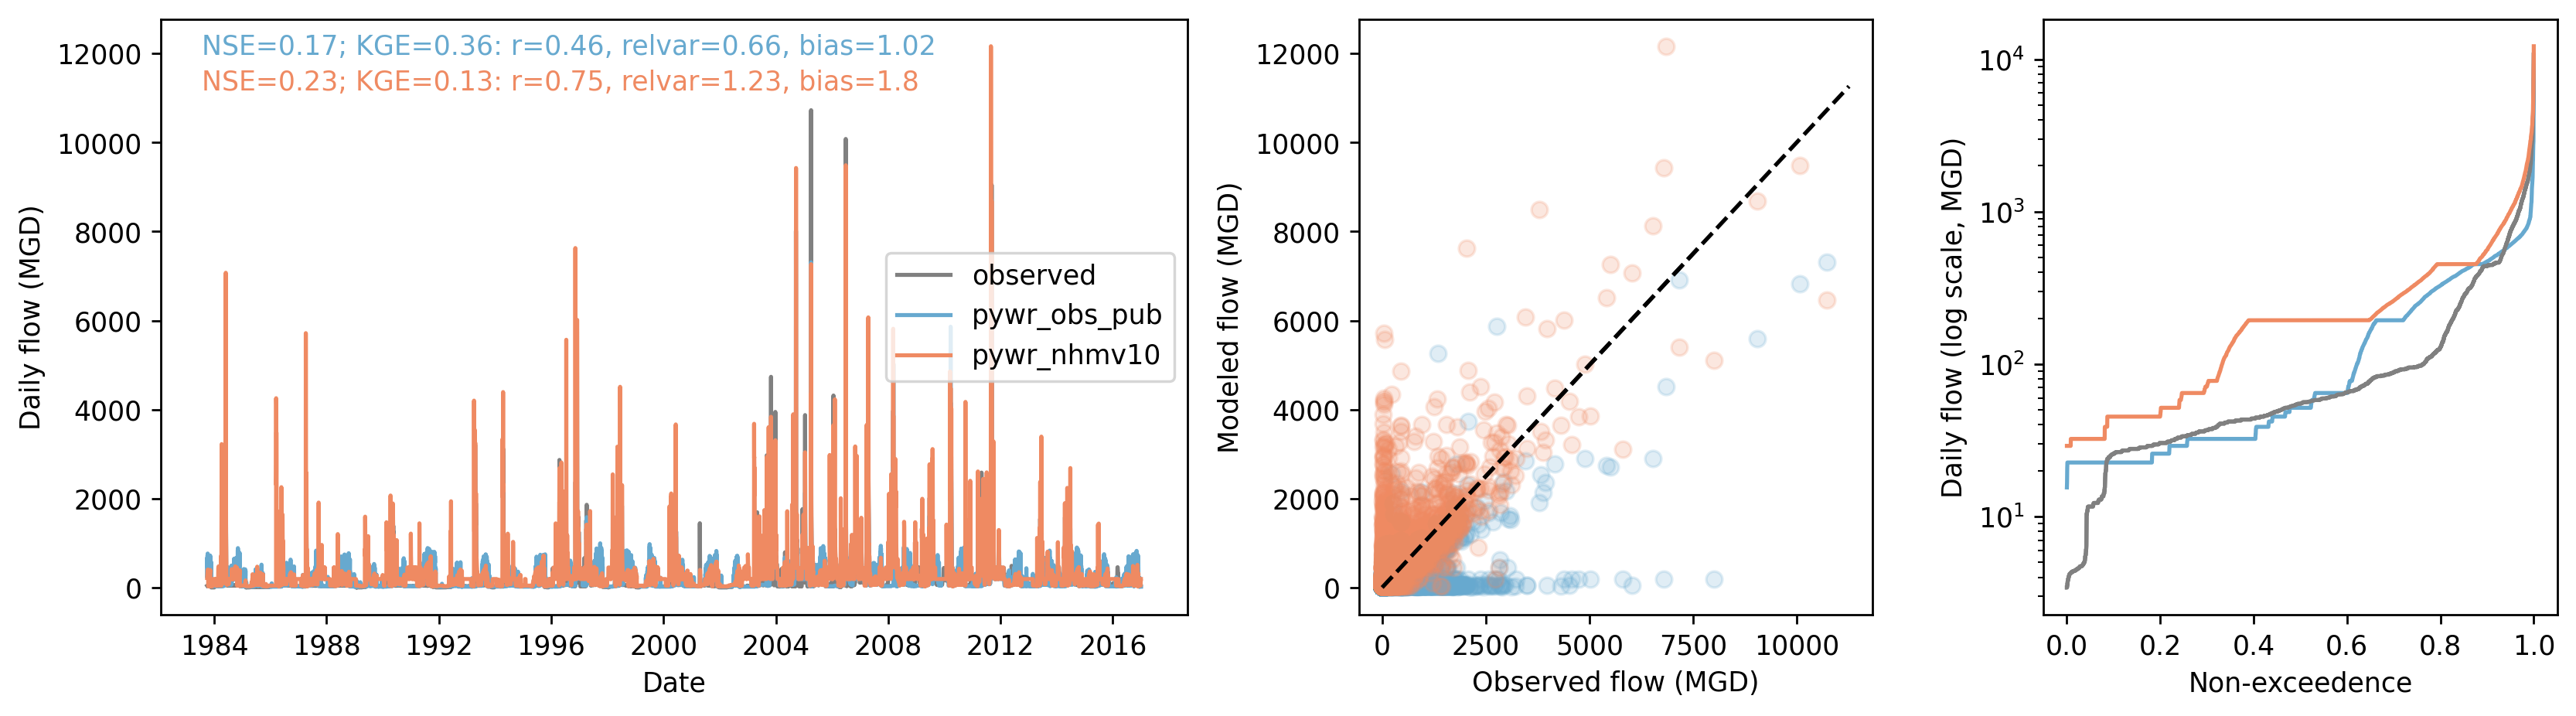 NSE=0.17; KGE=0.36: r=0.46, relvar=0.66, bias=1.02
NSE=0.23; KGE=0.13: r=0.75, relvar=1.23, bias=1.8
Daily flow (MGD)
12000
10000
8000
6000
4000
2000
0
observed
pywr_obs_pub
pywr_nhmv10
1984 1988 1992 1996 2000 2004 2008 2012 2016
Date
Modeled flow (MGD)
12000
10000
8000
6000
4000
2000
0
0 2500 5000 7500 10000
Observed flow (MGD)
Daily flow (log scale, MGD)
10⁴
10³
10²
10¹
0.0 0.2 0.4 0.6 0.8 1.0
Non-exceedence